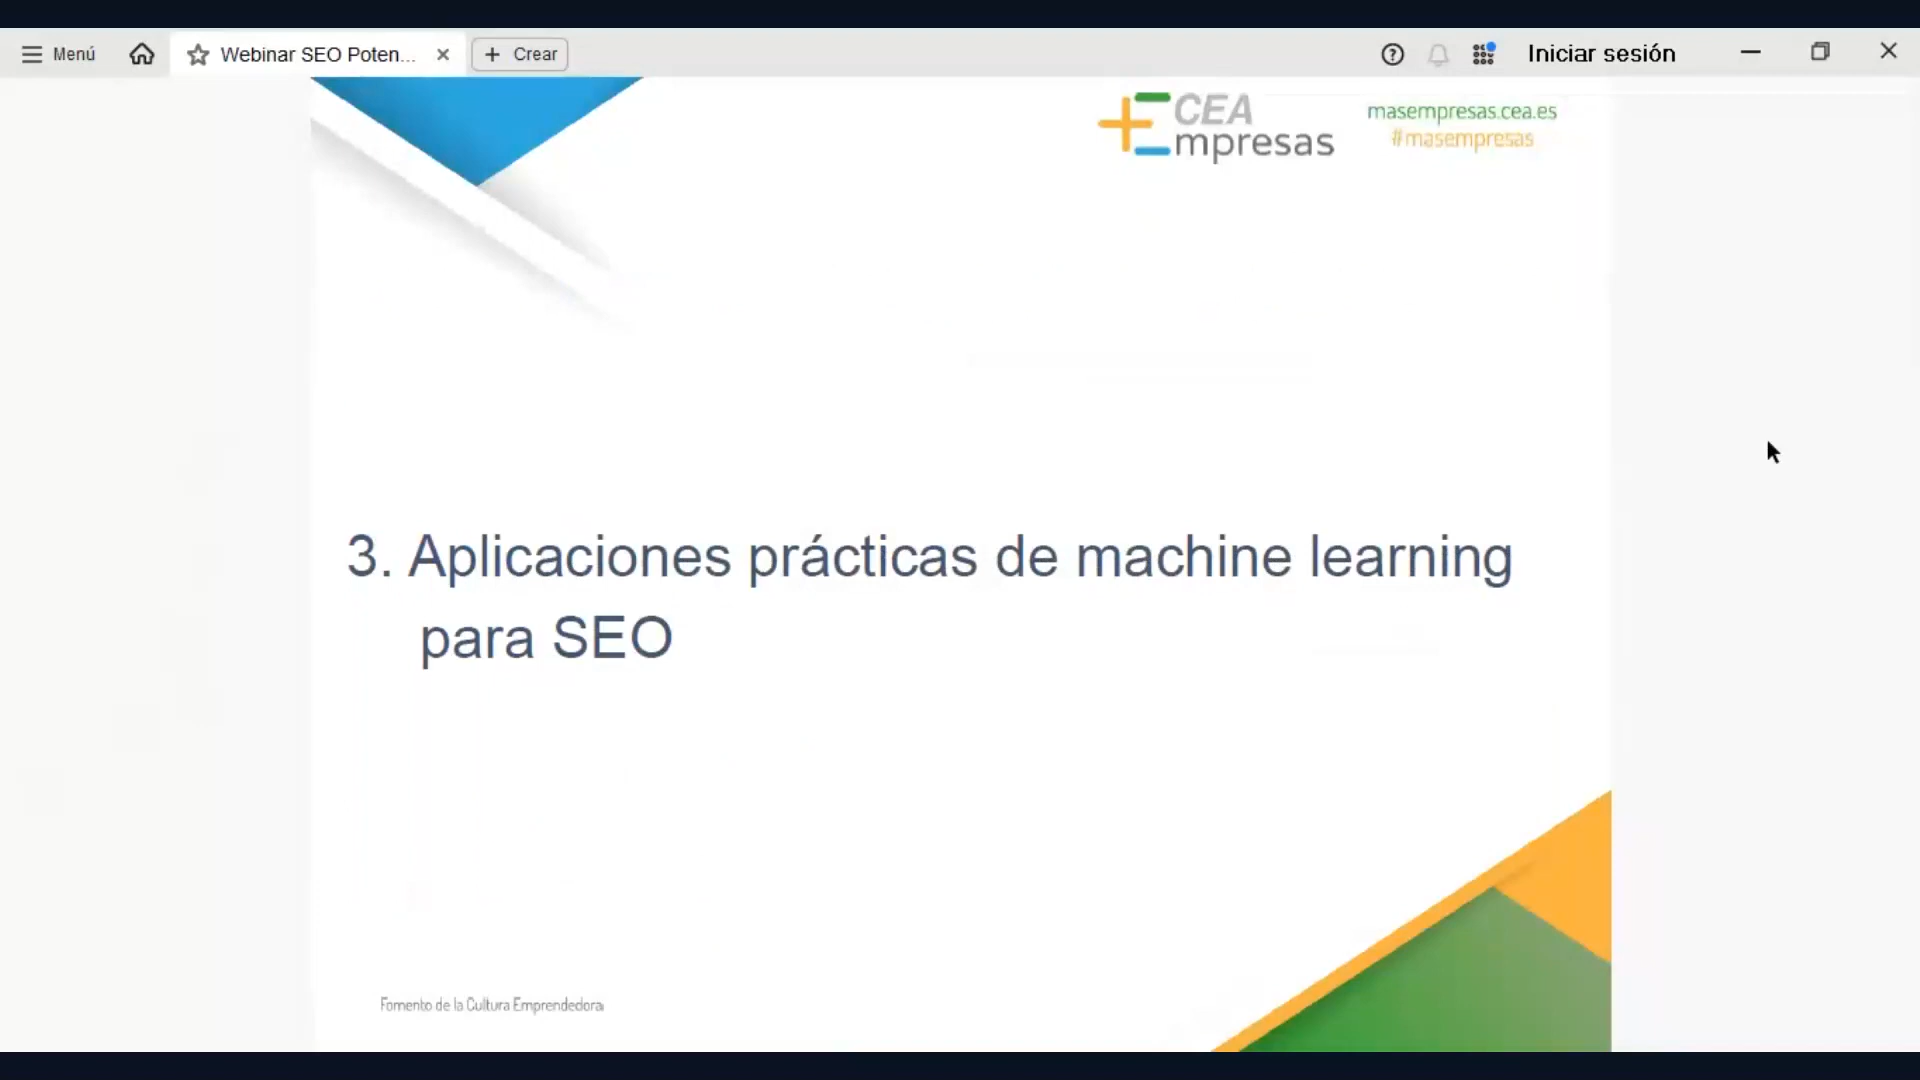 Menú
Webinar SEO Poten...
Crear
Iniciar sesión
CEA
mpresas
masempresas.cea.es
#masempresas
3. Aplicaciones prácticas de machine learning
para SEO
Fomento de la Cultura Emprendedora